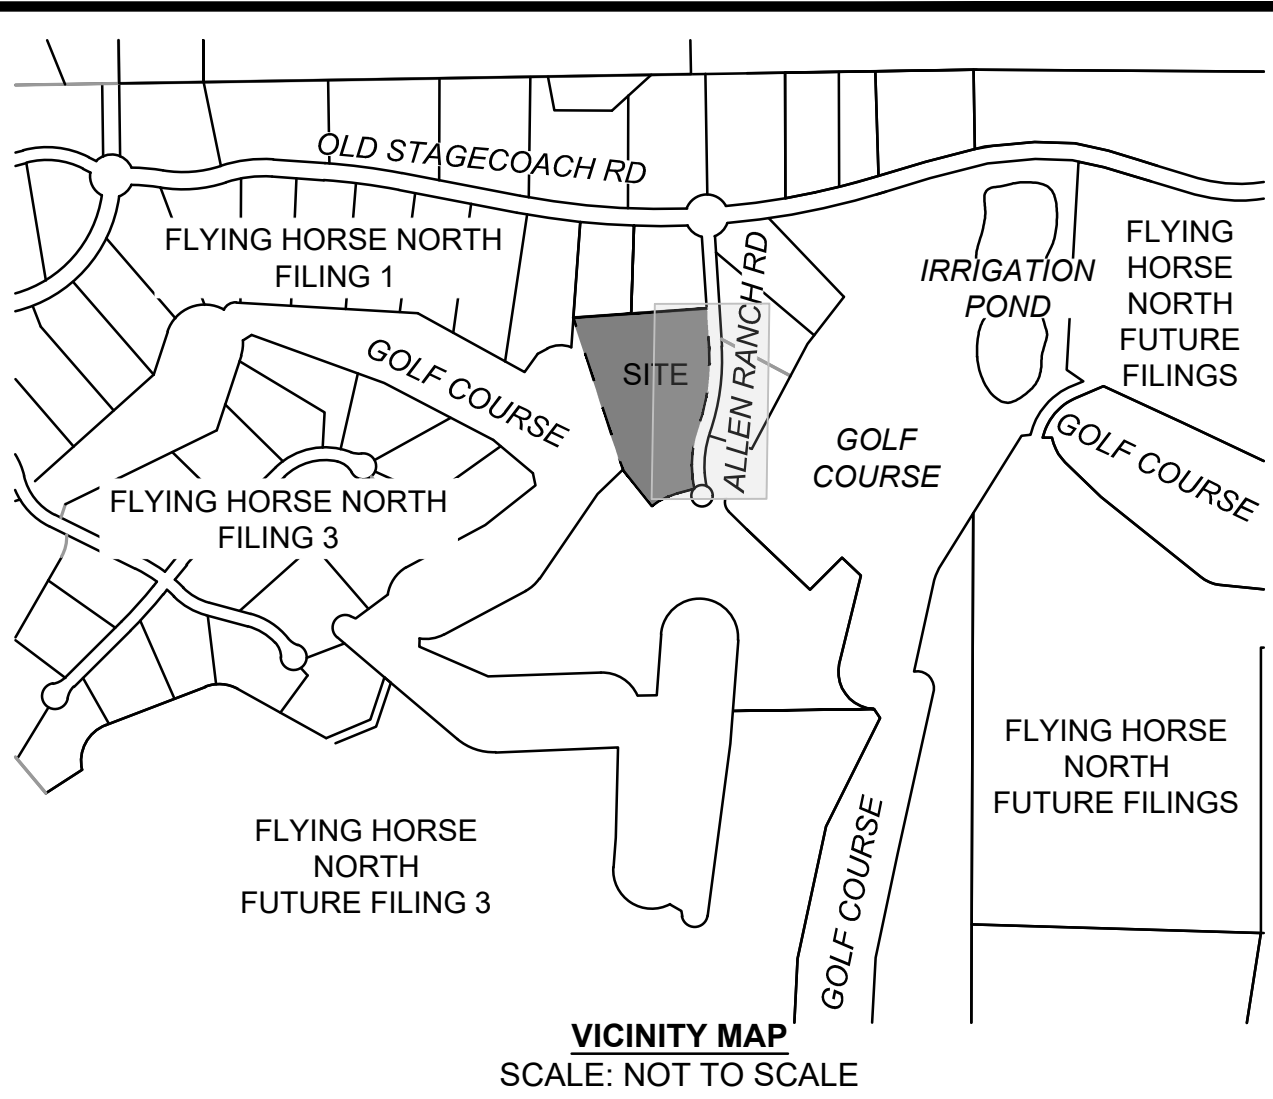 OLD STAGECOACH RD
FLYING HORSE NORTH
FILING 1
ALLEN RANCH RD
IRRIGATION
POND
FLYING
HORSE
NORTH
FUTURE
FILINGS
GOLF COURSE
SITE
GOLF
COURSE
GOLF COURSE
FLYING HORSE NORTH
FILING 3
FLYING HORSE
NORTH
FUTURE FILINGS
FLYING HORSE
NORTH
FUTURE FILING 3
GOLF COURSE
VICINITY MAP
SCALE: NOT TO SCALE